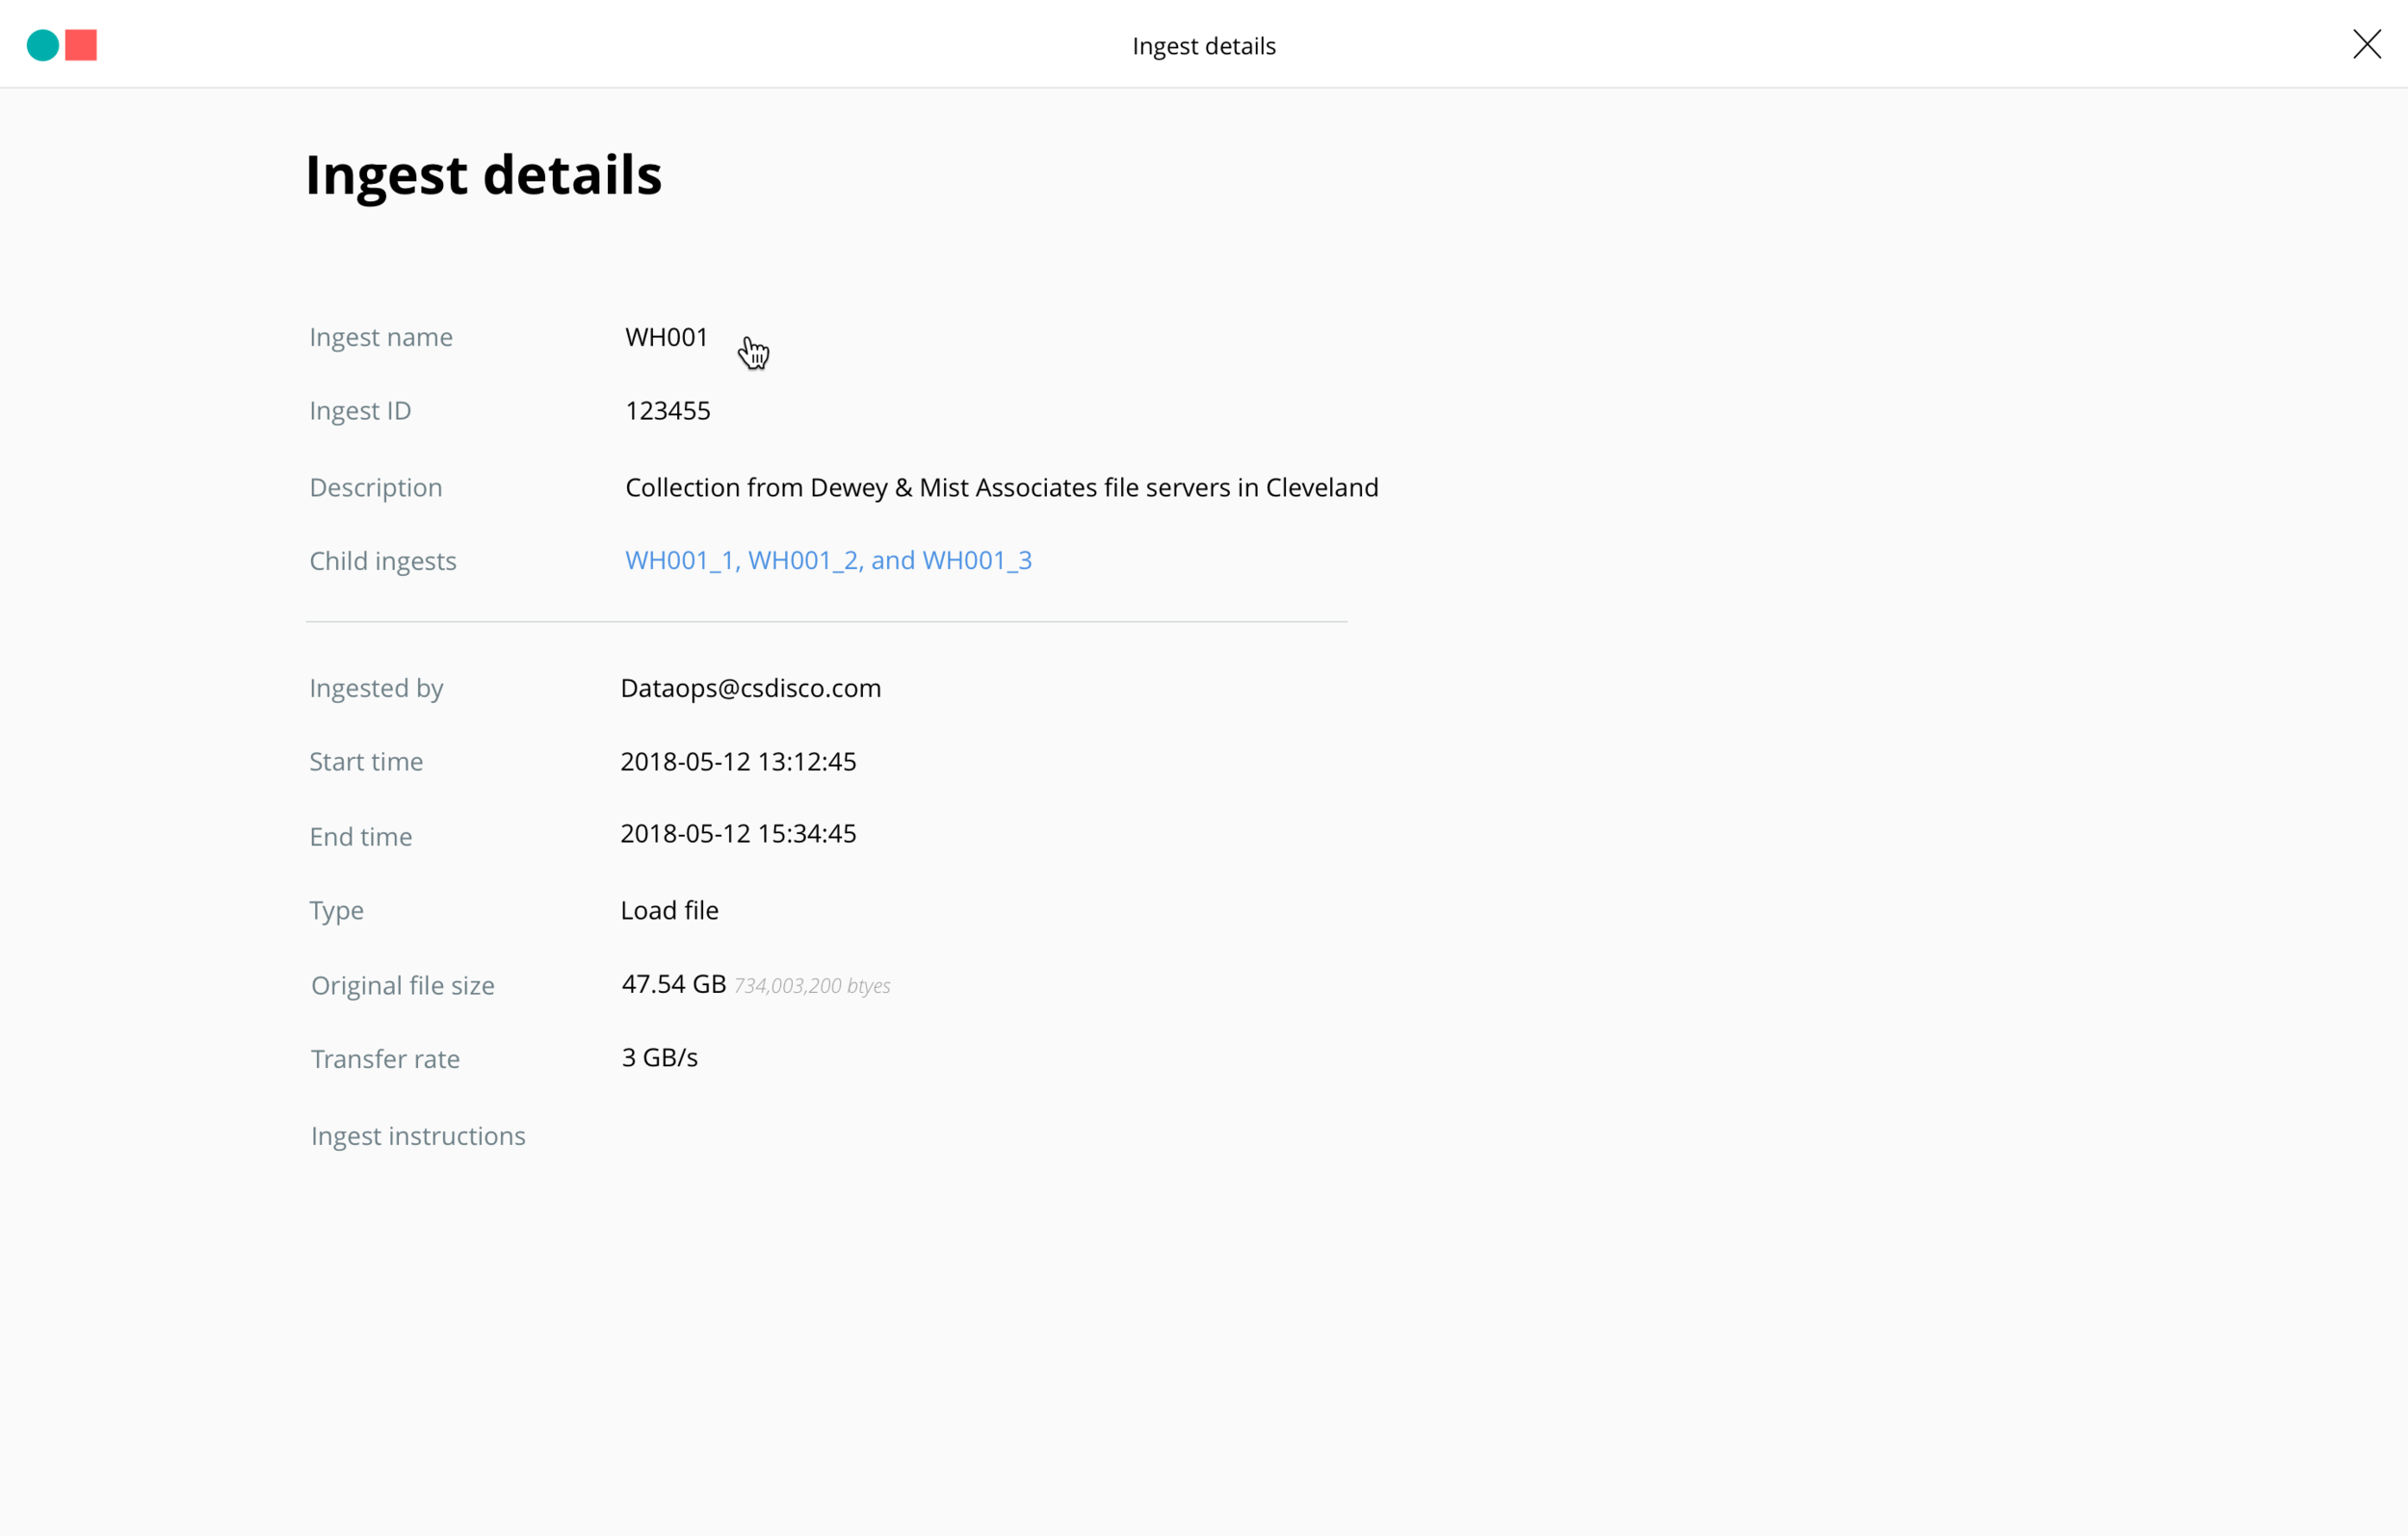 Ingest details
Ingest details
Ingest name WH001
Ingest ID 123455
Description Collection from Dewey & Mist Associates file servers in Cleveland
Child ingests WH001_1, WH001_2, and WH001_3
Ingested by Dataops@csdisco.com
Start time 2018-05-12 13:12:45
End time 2018-05-12 15:34:45
Type Load file
Original file size 47.54 GB 734,003,200 btyes
Transfer rate 3 GB/s
Ingest instructions